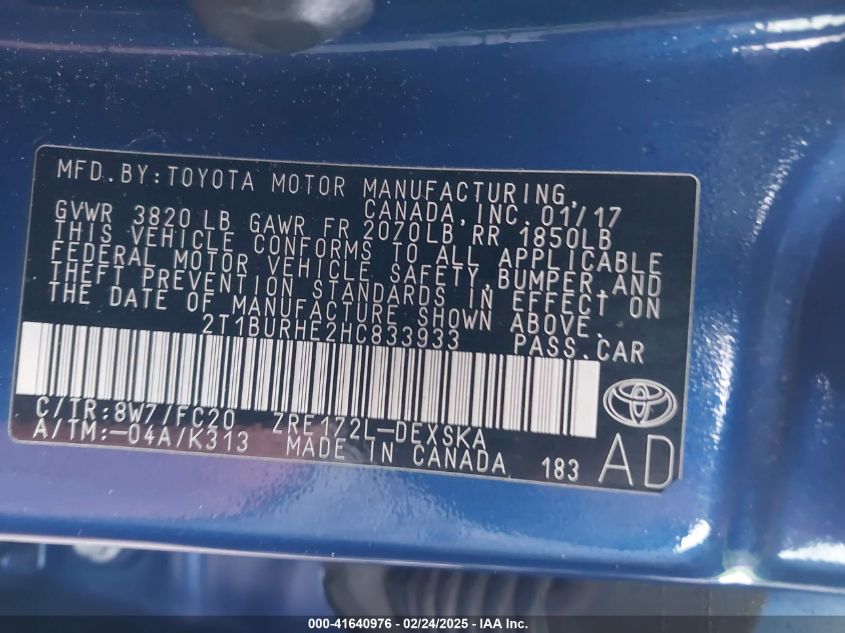 MFD.BY:TOYOTA MOTOR MANUFACTURING,
CANADA,INC. 01/17
GVWR 3820 LB GAWR FR 2070LB,RR 1850LB
THIS VEHICLE CONFORMS TO ALL APPLICABLE
FEDERAL MOTOR VEHICLE SAFETY,BUMPER,AND
THEFT PREVENTION STANDARDS IN EFFECT ON
THE DATE OF MANUFACTURE SHOWN ABOVE.
2T1BURHE2HC833933 PASS.CAR
C/TR:8W7/FC20 ZRE172L-DEXSKA
A/TM:-04A/K313 MADE IN CANADA 183 AD
000-41640976 - 02/24/2025 - IAA Inc.